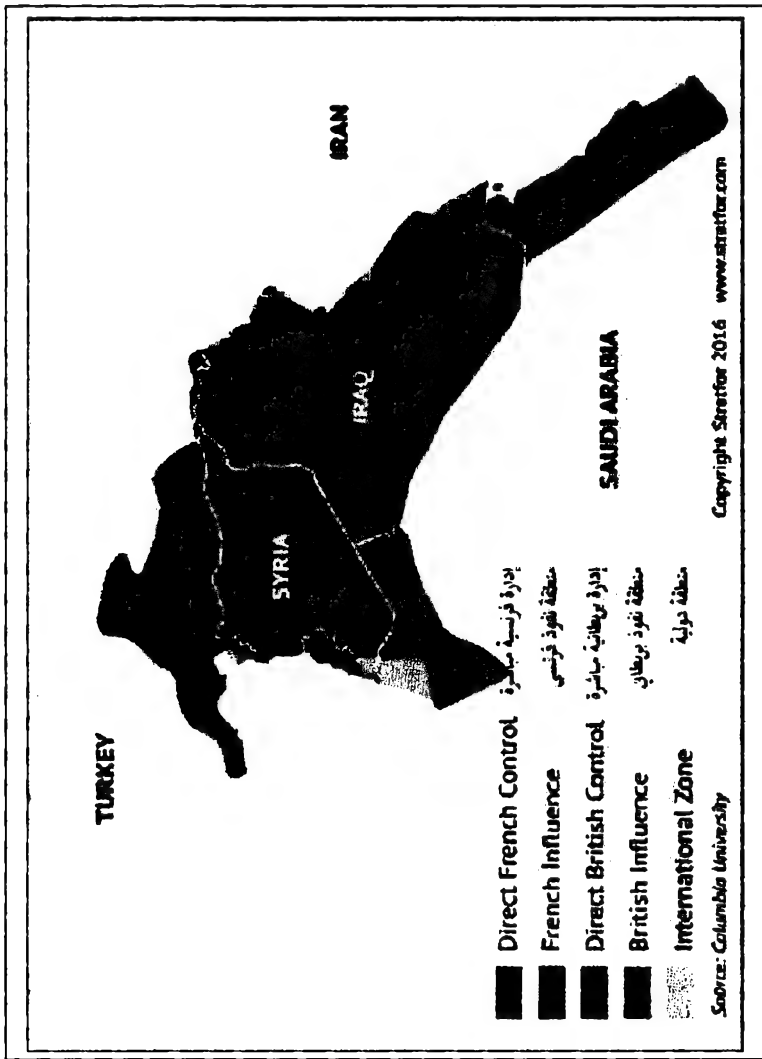 TURKEY
SYRIA
IRAQ
IRAN
SAUDI ARABIA
Direct French Control إدارة فرنسية مباشرة
French Influence منطقة نفوذ فرنسي
Direct British Control إدارة بريطانية مباشرة
British Influence منطقة نفوذ بريطاني
International Zone منطقة دولية
Source: Columbia University
Copyright Stratfor 2016 www.stratfor.com